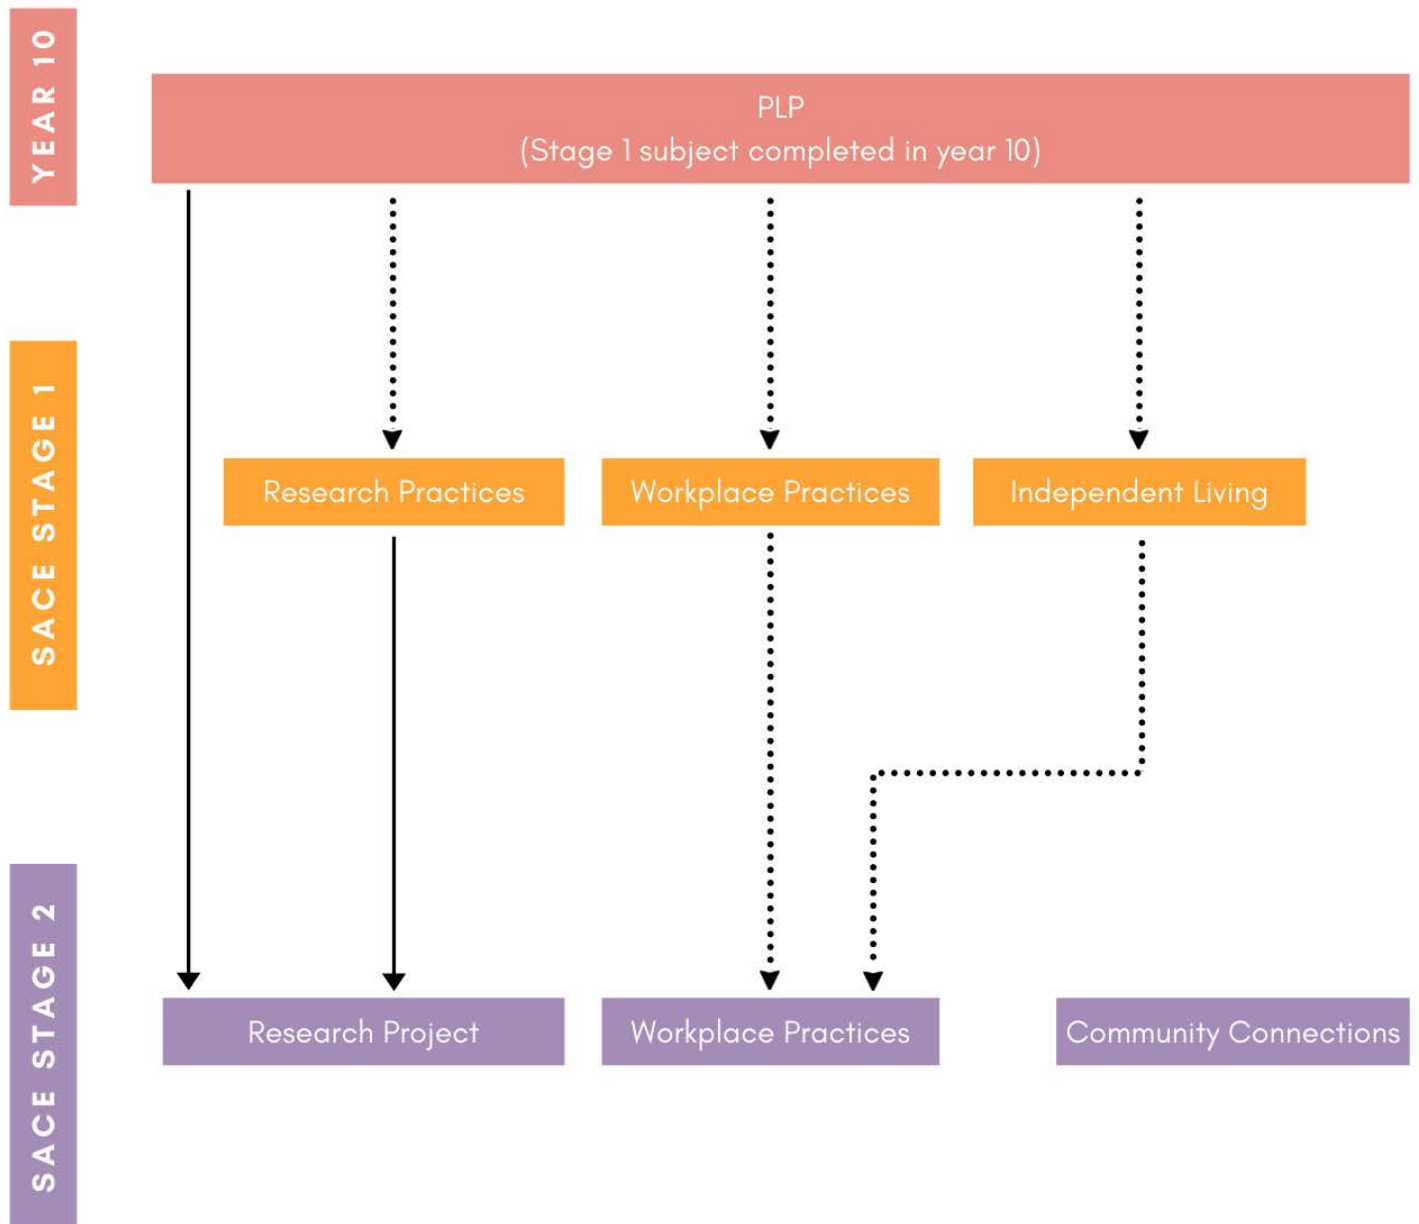 YEAR 10
PLP
(Stage 1 subject completed in year 10)
SACE STAGE 1
Research Practices
Workplace Practices
Independent Living
SACE STAGE 2
Research Project
Workplace Practices
Community Connections